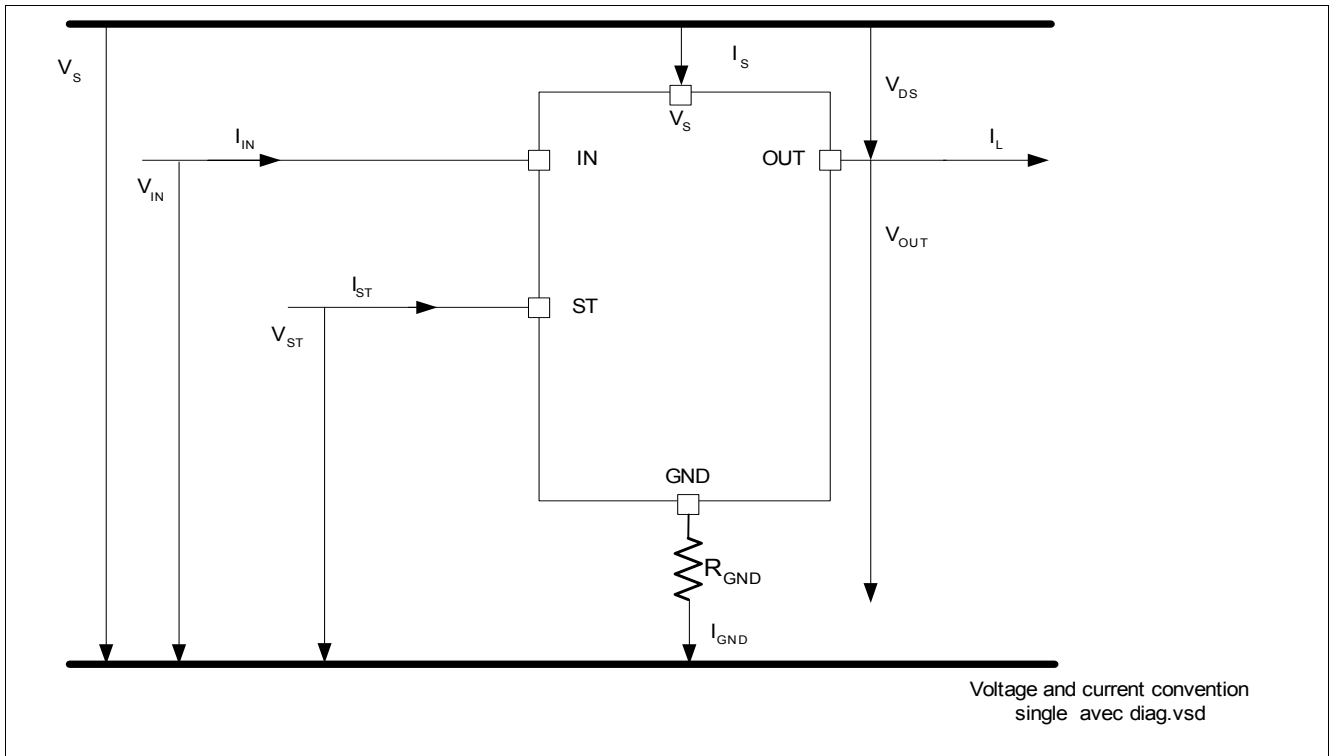 V_S
I_S
V_DS
V_S
I_IN
IN
OUT
I_L
V_IN
V_OUT
I_ST
ST
V_ST
GND
R_GND
I_GND
Voltage and current convention
single avec diag.vsd